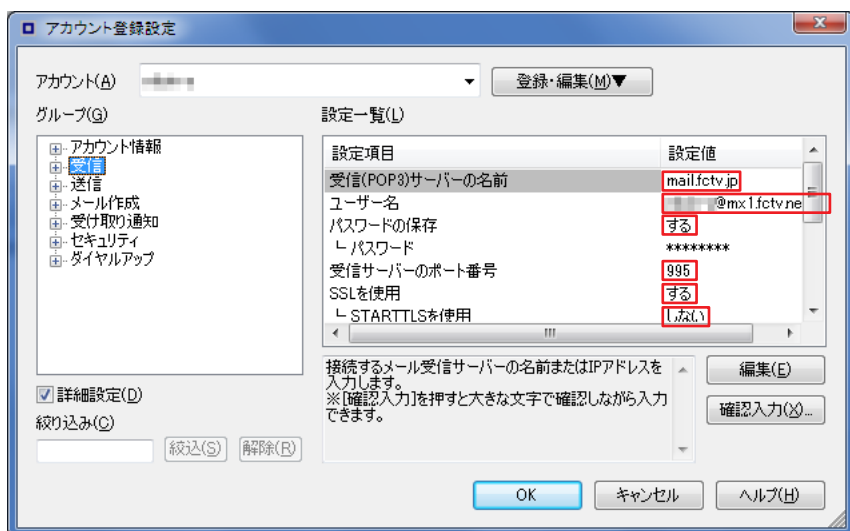 アカウント登録設定
アカウント(A)
登録・編集(M)▼
グループ(G)
設定一覧(L)
アカウント情報
受信
送信
メール作成
受け取り通知
セキュリティ
ダイヤルアップ
設定項目 設定値
受信(POP3)サーバーの名前 mail.fctv.jp
ユーザー名 @mx1.fctv.ne
パスワードの保存 する
└ パスワード ********
受信サーバーのポート番号 995
SSLを使用 する
└ STARTTLSを使用 しない
接続するメール受信サーバーの名前またはIPアドレスを
入力します。
※[確認入力]を押すと大きな文字で確認しながら入力
できます。
編集(E)
確認入力(X)...
詳細設定(D)
絞り込み(C)
絞込(S) 解除(R)
OK キャンセル ヘルプ(H)